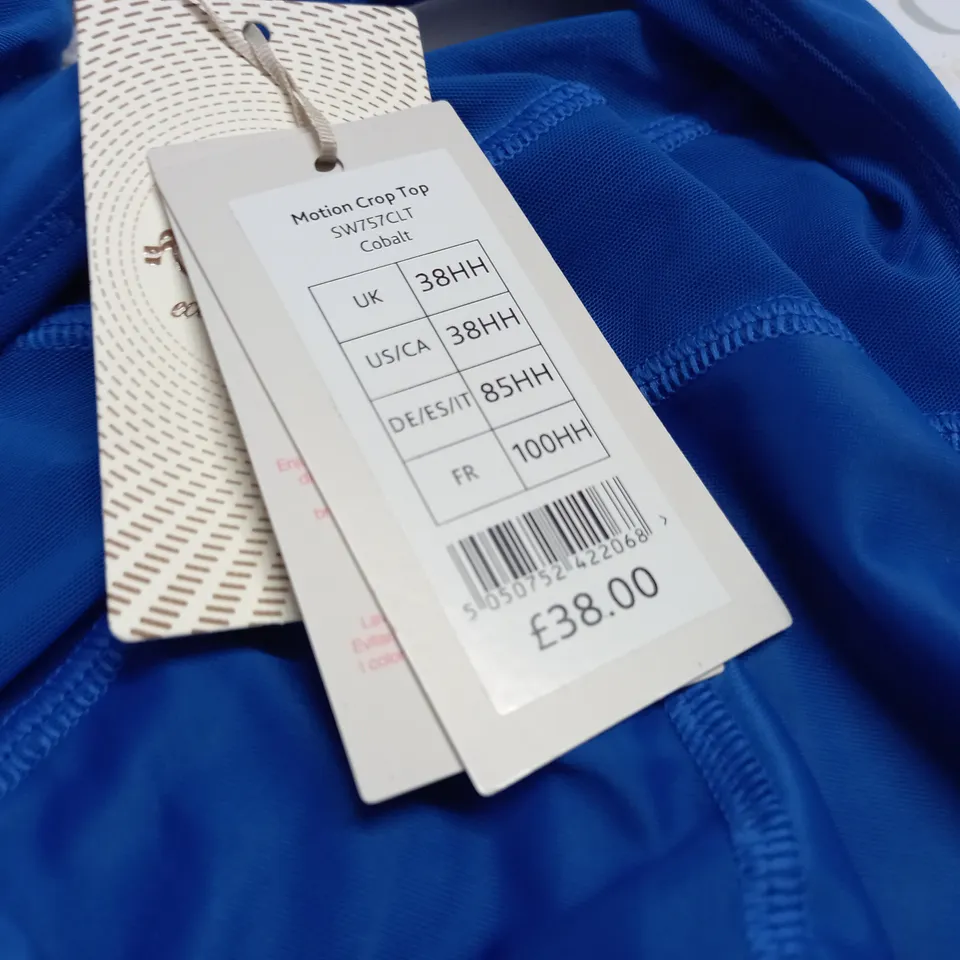 Motion Crop Top
SW757CLT
Cobalt
UK 38HH
US/CA 38HH
DE/ES/IT 85HH
FR 100HH
5 050752 422068 >
£38.00